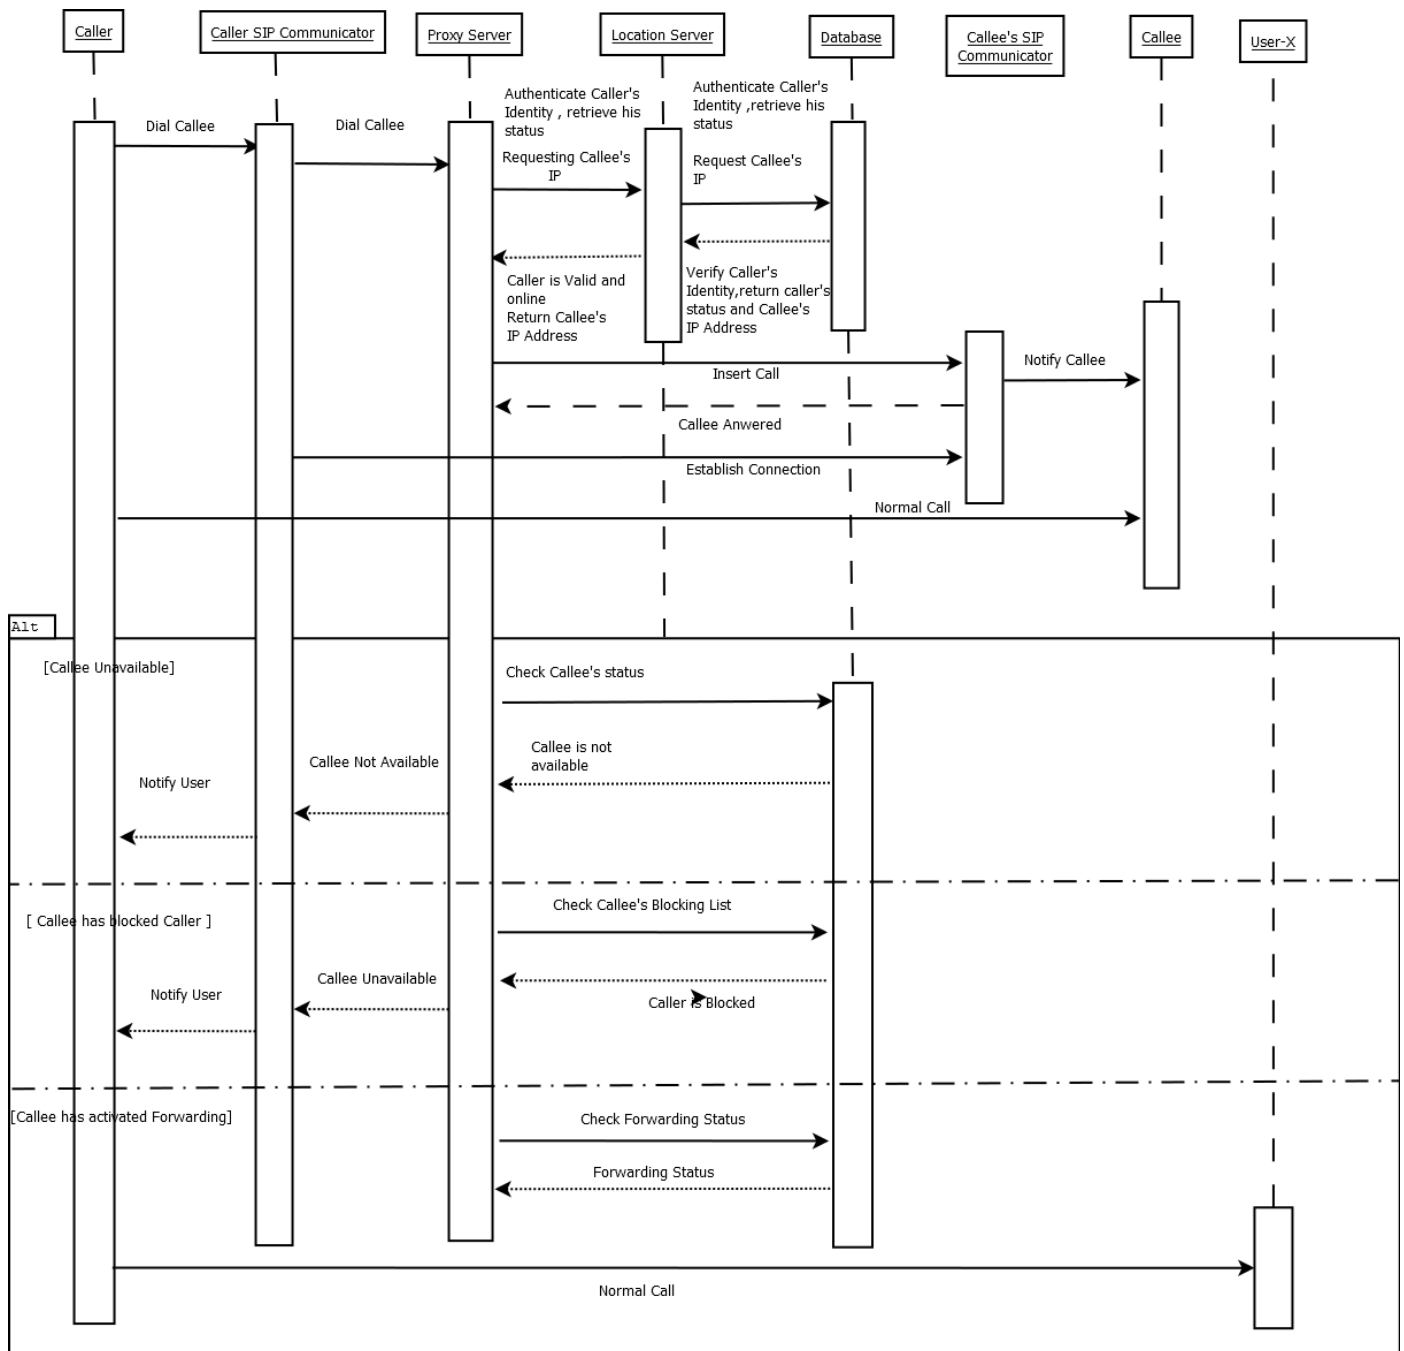 Caller
Caller SIP Communicator
Proxy Server
Location Server
Database
Callee's SIP
Communicator
Callee
User-X
Authenticate Caller's
Identity , retrieve his
status
Authenticate Caller's
Identity ,retrieve his
status
Dial Callee
Dial Callee
Requesting Callee's
IP
Request Callee's
IP
Caller is Valid and
online
Return Callee's
IP Address
Verify Caller's
Identity,return caller's
status and Callee's
IP Address
Insert Call
Notify Callee
Callee Anwered
Establish Connection
Normal Call
Alt
[Callee Unavailable]
Check Callee's status
Callee is not
available
Callee Not Available
Notify User
[ Callee has blocked Caller ]
Check Callee's Blocking List
Callee Unavailable
Notify User
Caller is Blocked
[Callee has activated Forwarding]
Check Forwarding Status
Forwarding Status
Normal Call